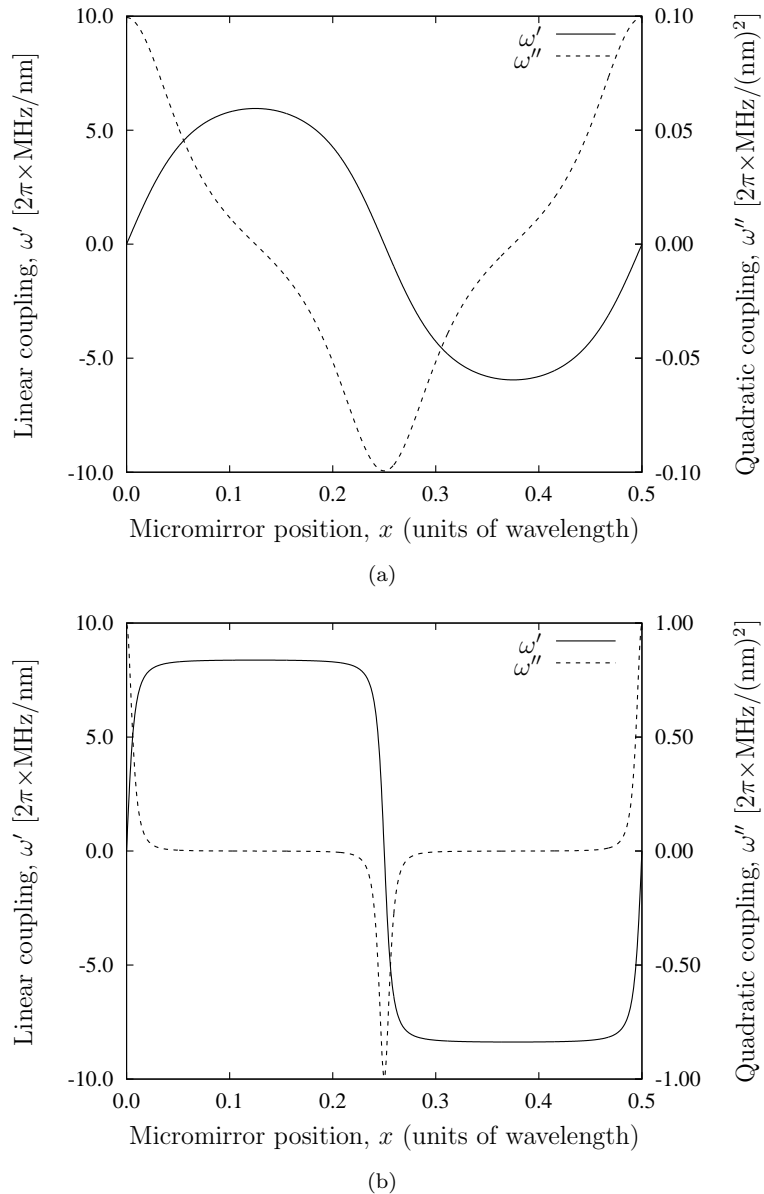 10.0
5.0
0.0
-5.0
-10.0
0.10
0.05
0.00
-0.05
-0.10
0.0 0.1 0.2 0.3 0.4 0.5
ω′
ω′′
Linear coupling, ω′ [2π×MHz/nm]
Quadratic coupling, ω′′ [2π×MHz/(nm)²]
Micromirror position, x (units of wavelength)
(a)
10.0
5.0
0.0
-5.0
-10.0
1.00
0.50
0.00
-0.50
-1.00
0.0 0.1 0.2 0.3 0.4 0.5
ω′
ω′′
Linear coupling, ω′ [2π×MHz/nm]
Quadratic coupling, ω′′ [2π×MHz/(nm)²]
Micromirror position, x (units of wavelength)
(b)